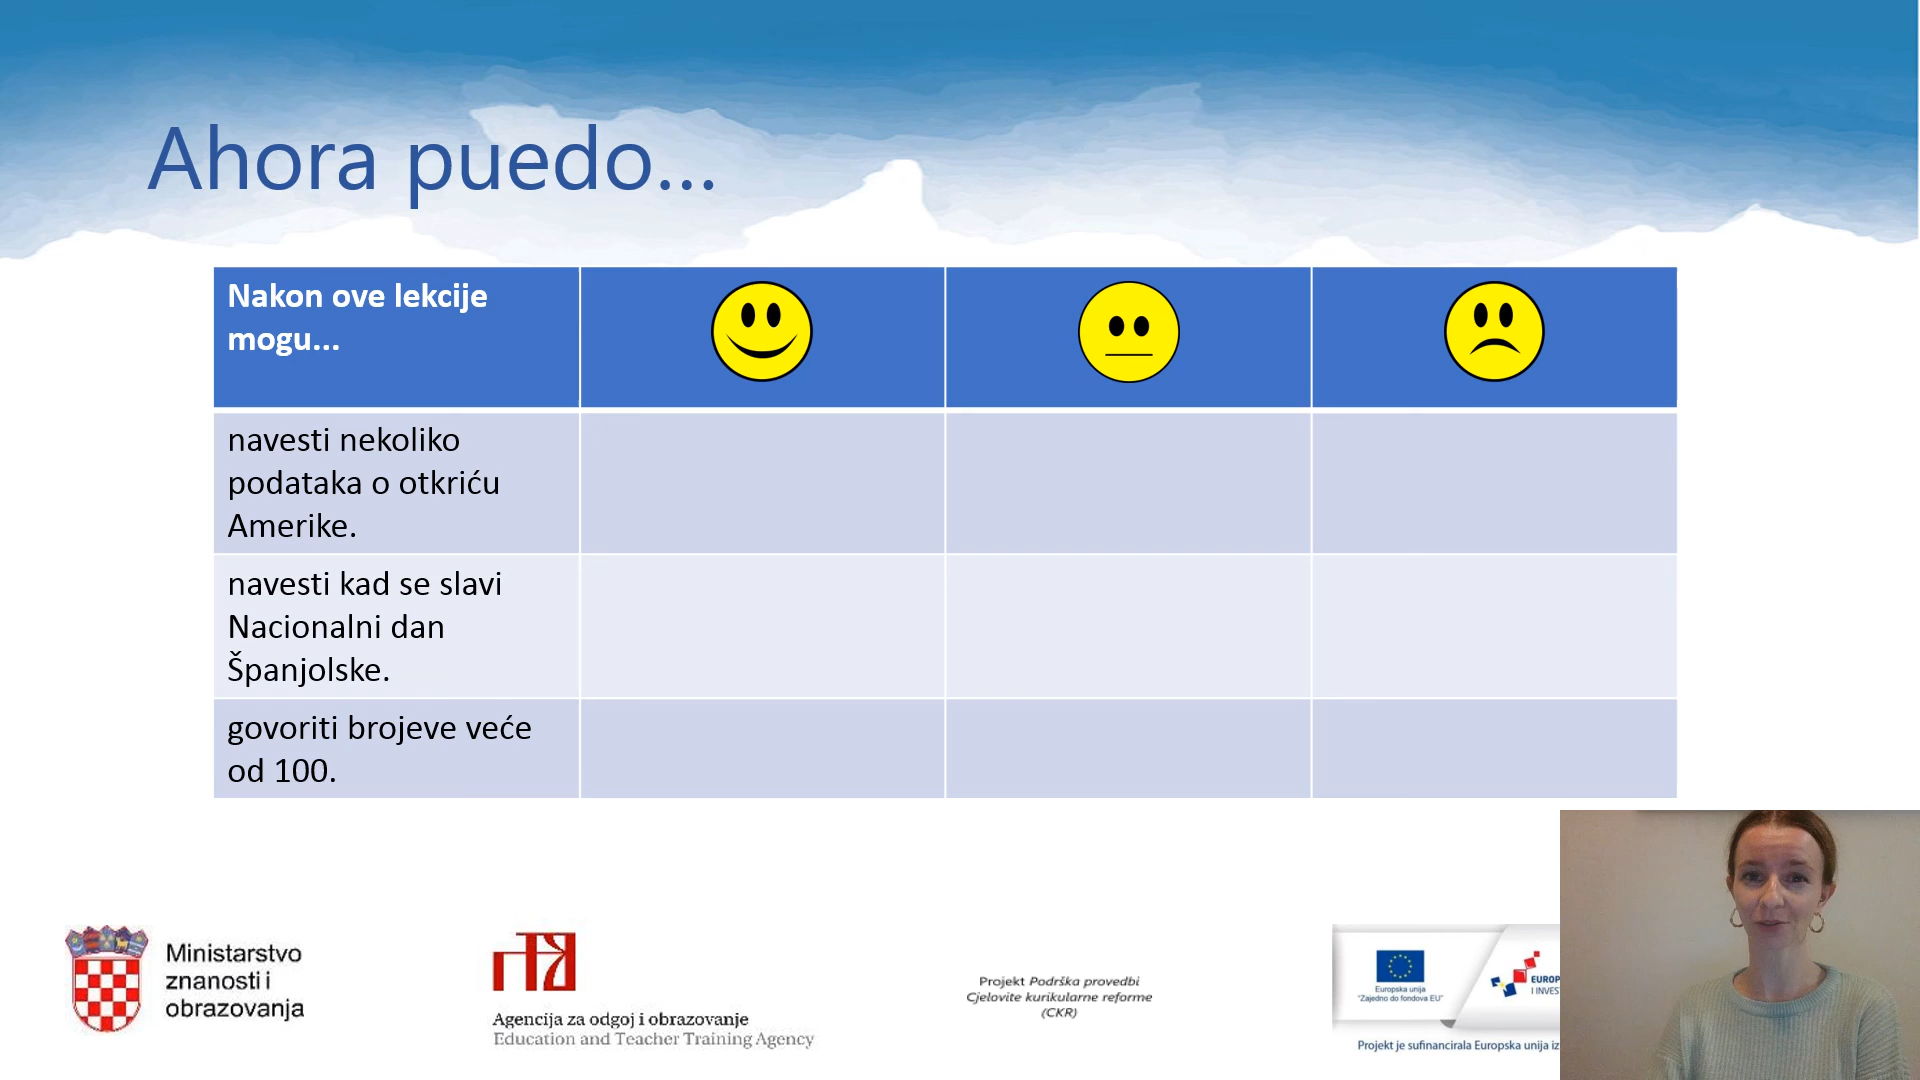 Ahora puedo...
Nakon ove lekcije
mogu...
navesti nekoliko
podataka o otkriću
Amerike.
navesti kad se slavi
Nacionalni dan
Španjolske.
govoriti brojeve veće
od 100.
Ministarstvo
znanosti i
obrazovanja
Agencija za odgoj i obrazovanje
Education and Teacher Training Agency
Projekt Podrška provedbi
Cjelovite kurikularne reforme
(CKR)
Europska unija
"Zajedno do fondova EU"
EUROP
I INVES
Projekt je sufinancirala Europska unija iz